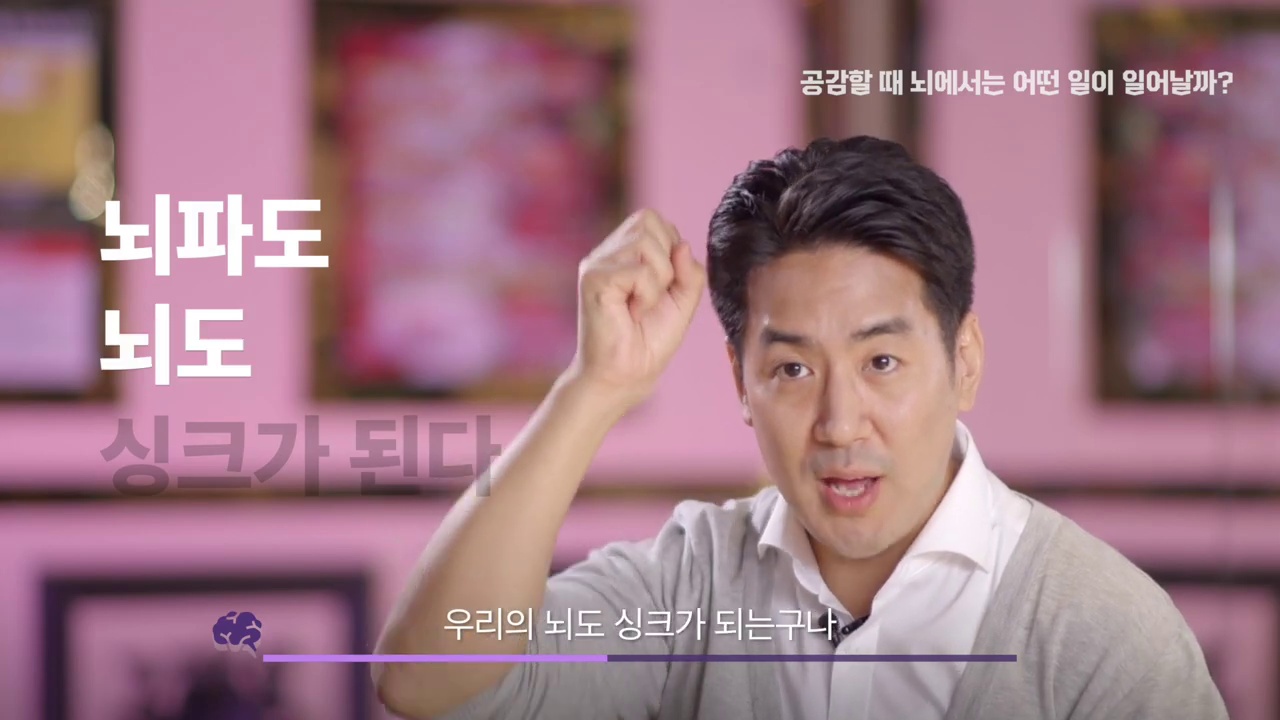 공감할 때 뇌에서는 어떤 일이 일어날까?
뇌파도
뇌도
싱크가 된다
우리의 뇌도 싱크가 되는구나